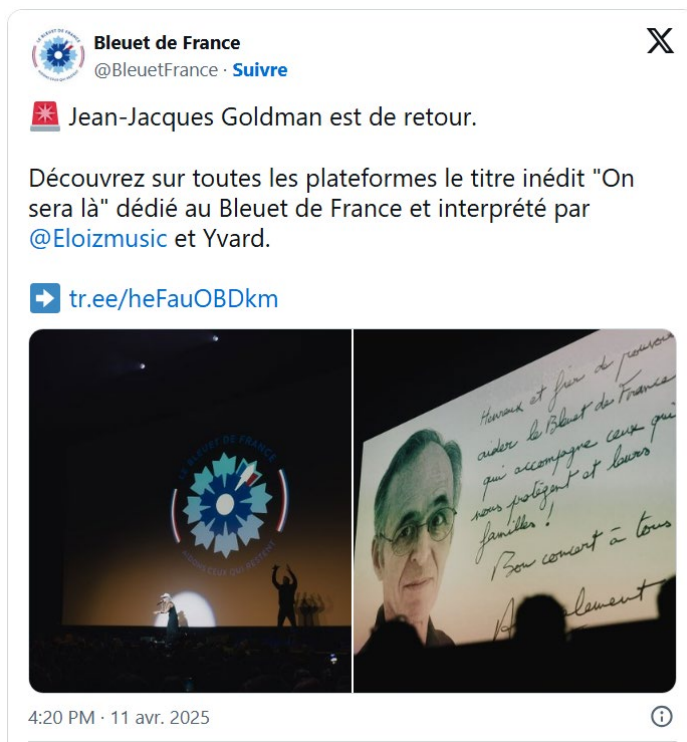 Bleuet de France
@BleuetFrance · Suivre
🚨 Jean-Jacques Goldman est de retour.
Découvrez sur toutes les plateformes le titre inédit "On
sera là" dédié au Bleuet de France et interprété par
@Eloizmusic et Yvard.
➡️ tr.ee/heFauOBDkm
LE BLEUET DE FRANCE
Heureux et fier de pouvoir
aider le Bleuet de France
qui accompagne ceux qui
nous protègent et leurs
familles !
Bon concert à tous
4:20 PM · 11 avr. 2025